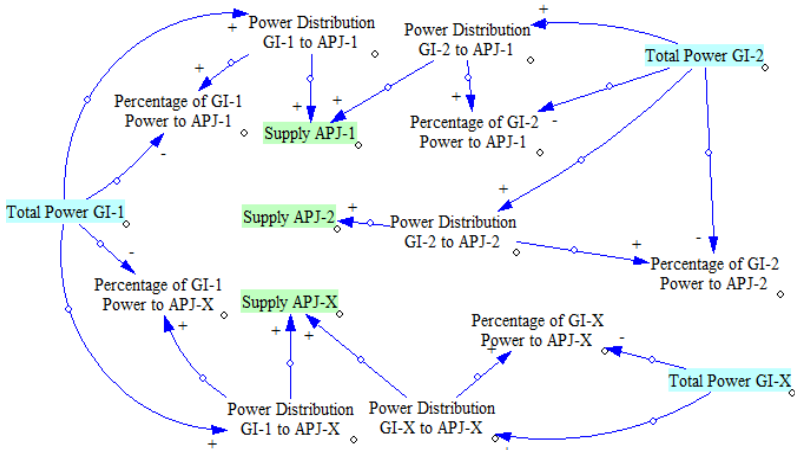 Power Distribution
GI-1 to APJ-1
Power Distribution
GI-2 to APJ-1
Total Power GI-2
Percentage of GI-1
Power to APJ-1
Supply APJ-1
Percentage of GI-2
Power to APJ-1
Total Power GI-1
Supply APJ-2
Power Distribution
GI-2 to APJ-2
Percentage of GI-2
Power to APJ-2
Percentage of GI-1
Power to APJ-X
Supply APJ-X
Percentage of GI-X
Power to APJ-X
Total Power GI-X
Power Distribution
GI-1 to APJ-X
Power Distribution
GI-X to APJ-X